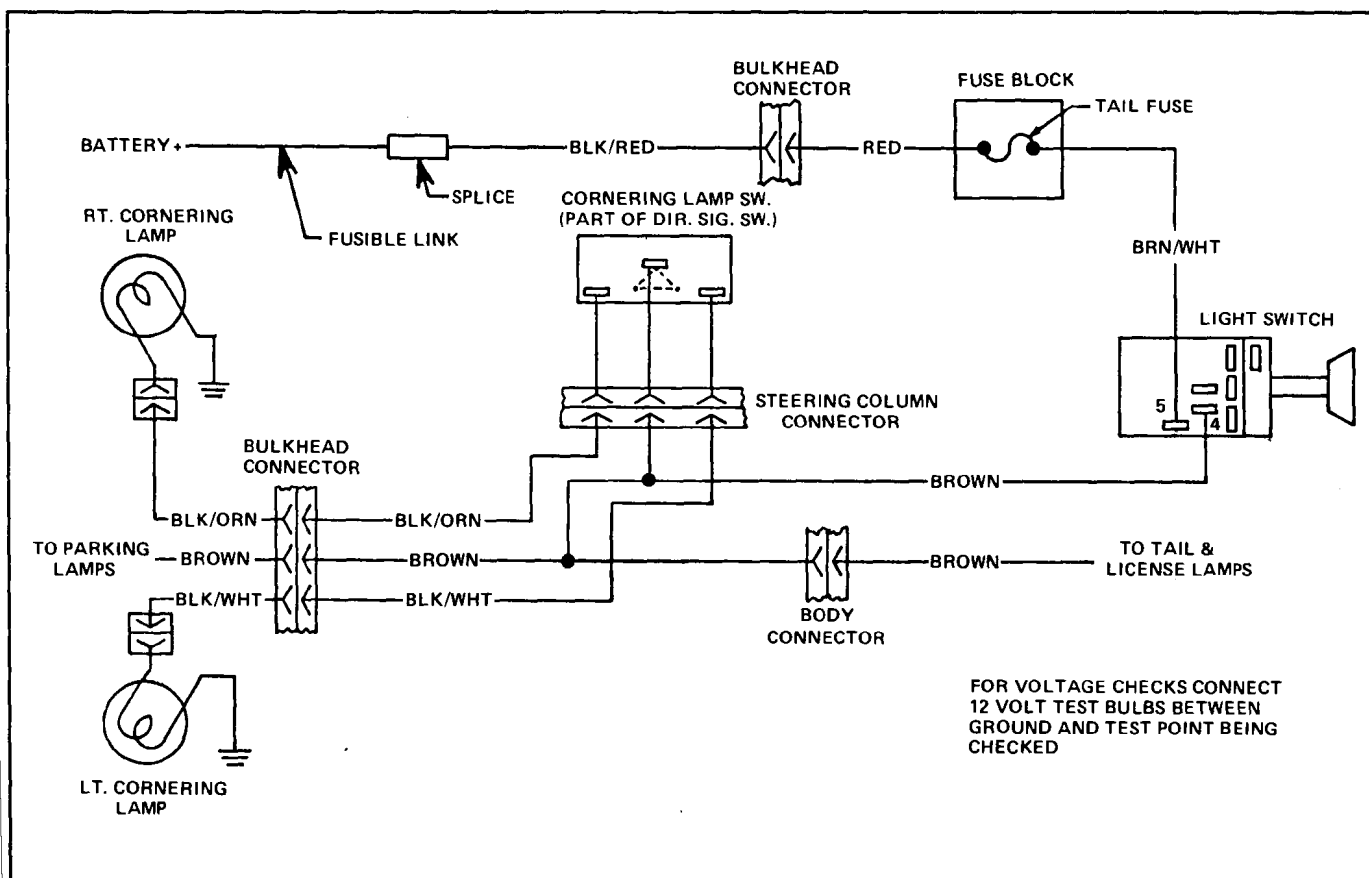 BULKHEAD
CONNECTOR
FUSE BLOCK
TAIL FUSE
BATTERY +
BLK/RED
RED
SPLICE
FUSIBLE LINK
CORNERING LAMP SW.
(PART OF DIR. SIG. SW.)
RT. CORNERING
LAMP
BRN/WHT
LIGHT SWITCH
5
4
STEERING COLUMN
CONNECTOR
BULKHEAD
CONNECTOR
BROWN
BLK/ORN
BLK/ORN
TO PARKING
LAMPS
BROWN
BROWN
BROWN
TO TAIL &
LICENSE LAMPS
BLK/WHT
BLK/WHT
BODY
CONNECTOR
LT. CORNERING
LAMP
FOR VOLTAGE CHECKS CONNECT
12 VOLT TEST BULBS BETWEEN
GROUND AND TEST POINT BEING
CHECKED